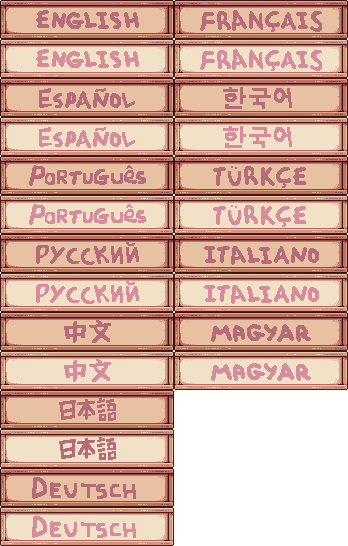 ENGLISH FRANÇAIS
ENGLISH FRANÇAIS
ESPAÑOL 한국어
ESPAÑOL 한국어
PORTUGUÊS TÜRKÇE
PORTUGUÊS TÜRKÇE
РУССКИЙ ITALIANO
РУССКИЙ ITALIANO
中文 MAGYAR
中文 MAGYAR
日本語
日本語
DEUTSCH
DEUTSCH